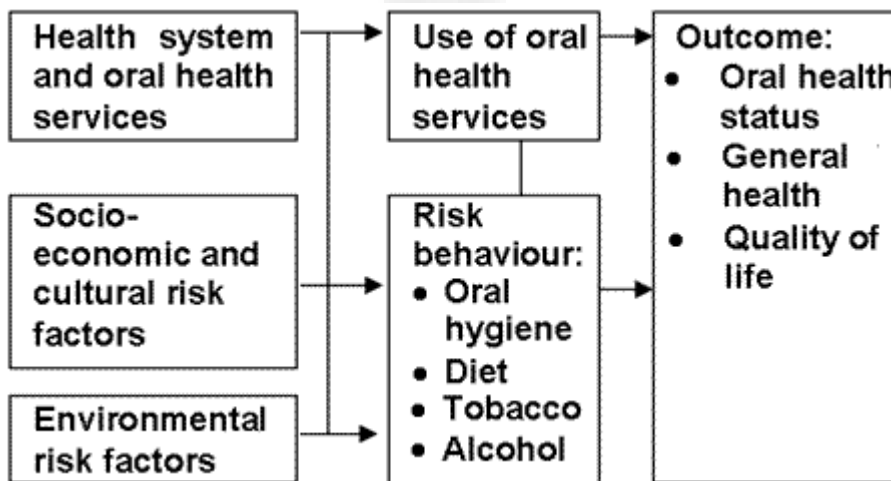 Health system
and oral health
services
Socio-
economic and
cultural risk
factors
Environmental
risk factors
Use of oral
health
services
Risk
behaviour:
• Oral
hygiene
• Diet
• Tobacco
• Alcohol
Outcome:
• Oral health
status
• General
health
• Quality of
life